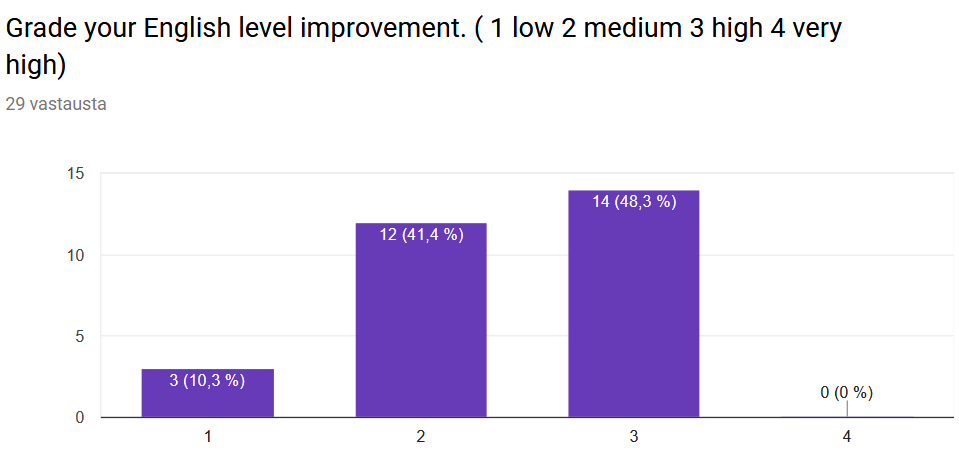 Grade your English level improvement. ( 1 low 2 medium 3 high 4 very
high)
29 vastausta
15
14 (48,3 %)
12 (41,4 %)
10
5
3 (10,3 %)
0 (0 %)
0
1 2 3 4